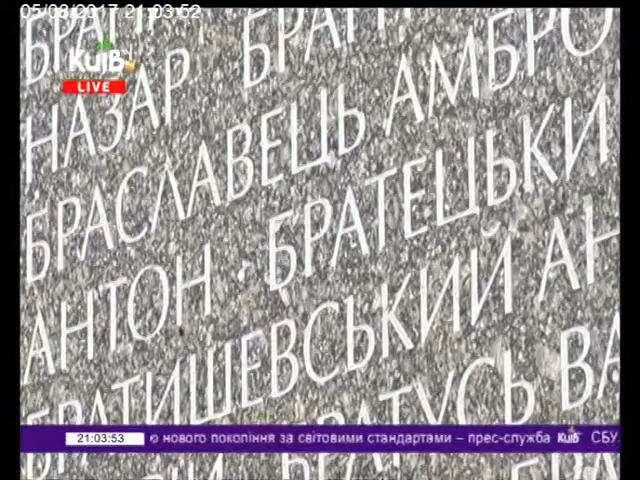 05/08/2017 21:03:52
КиїВ
LIVE
НАЗАР
БРАСЛАВЕЦЬ АМБРО
АНТОН · БРАТЕЦЬКИ
БРАТИШЕВСЬКИЙ АН
БРАТУСЬ ВА
21:03:53 нового покоління за світовими стандартами – прес-служба КиїВ СБУ